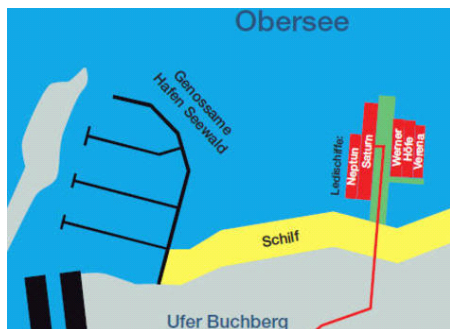 Obersee
Genossame
Hafen Seewald
Ledischiffe:
Neptun
Saturn
Werner
Höfe
Verena
Schilf
Ufer Buchberg